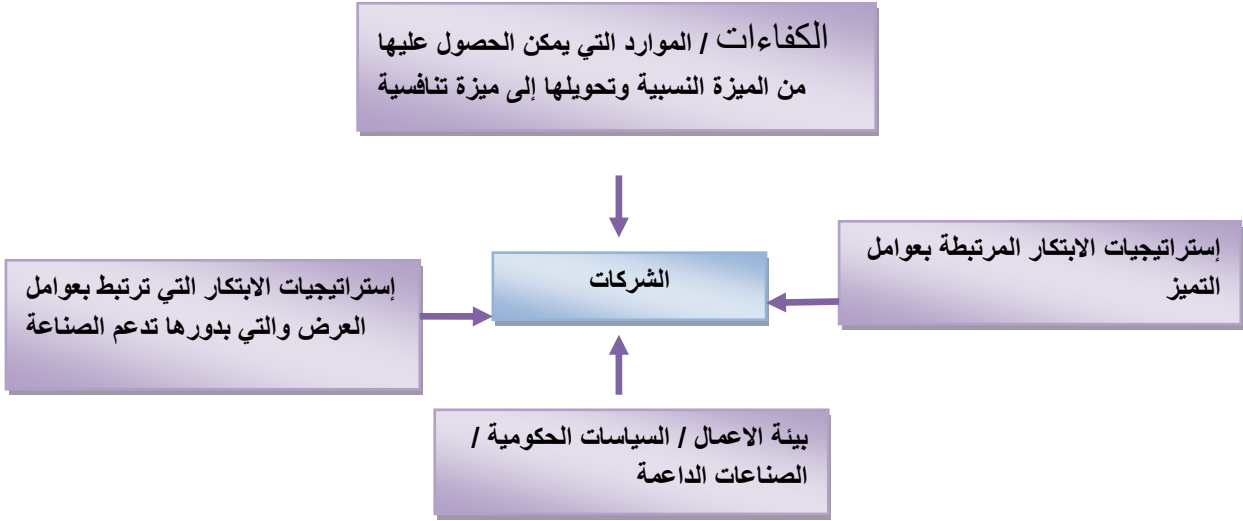 الكفاءات / الموارد التي يمكن الحصول عليها
من الميزة النسبية وتحويلها إلى ميزة تنافسية
إستراتيجيات الابتكار المرتبطة بعوامل
التميز
الشركات
إستراتيجيات الابتكار التي ترتبط بعوامل
العرض والتي بدورها تدعم الصناعة
بيئة الاعمال / السياسات الحكومية /
الصناعات الداعمة